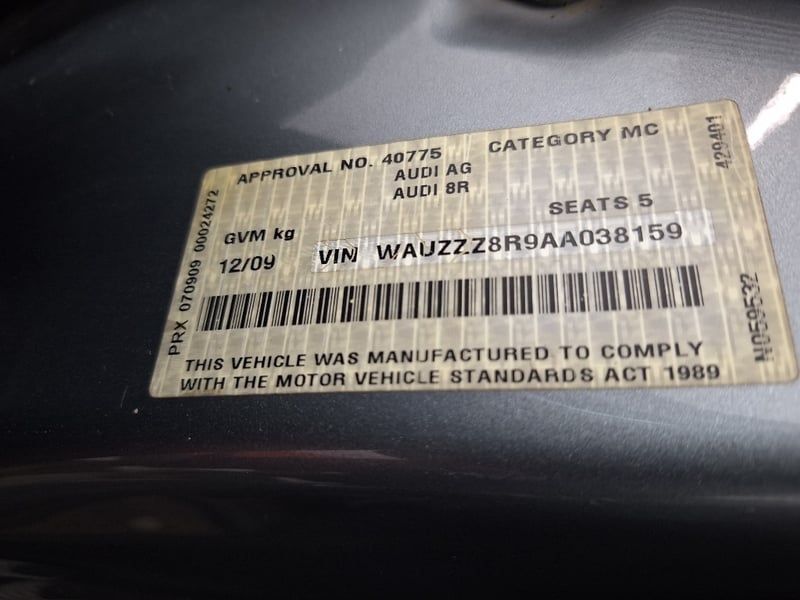 APPROVAL NO. 40775 CATEGORY MC
AUDI AG
AUDI 8R
SEATS 5
GVM kg
12/09 VIN WAUZZZ8R9AA038159
THIS VEHICLE WAS MANUFACTURED TO COMPLY
WITH THE MOTOR VEHICLE STANDARDS ACT 1989
PRX 070909 00024272
429401
N059532